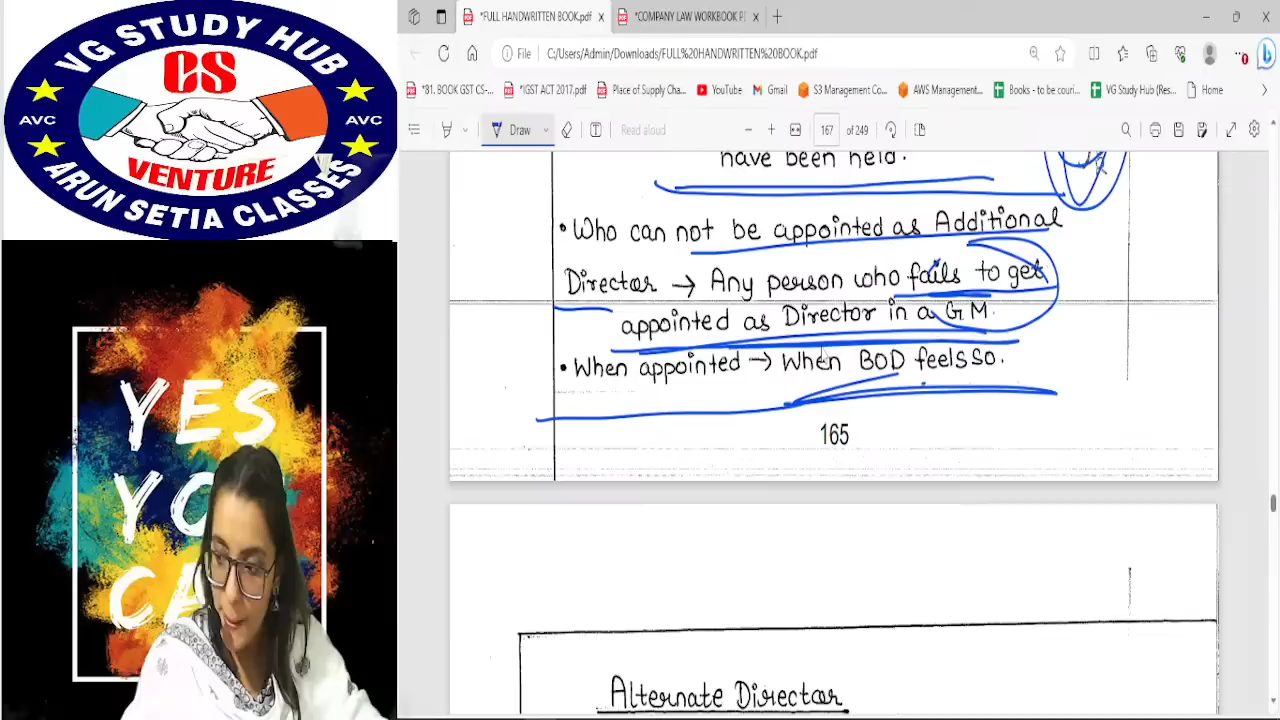 VG STUDY HUB
CS
AVC
AVC
VENTURE
ARUN SETIA CLASSES
YES
YO
CA
*FULL HANDWRITTEN BOOK.pdf
*COMPANY LAW WORKBOOK P
File
C:/Users/Admin/Downloads/FULL%20HANDWRITTEN%20BOOK.pdf
*81. BOOK GST CS-...
*IGST ACT 2017.pdf
Place of Supply Cha...
YouTube
Gmail
S3 Management Co...
AWS Management...
Books - to be couri...
VG Study Hub (Res...
Home
Draw
Read aloud
167 of 249
have been held.
• Who can not be appointed as Additional
Director → Any person who fails to get
appointed as Director in a GM.
• When appointed → When BOD feels so.
165
Alternate Director